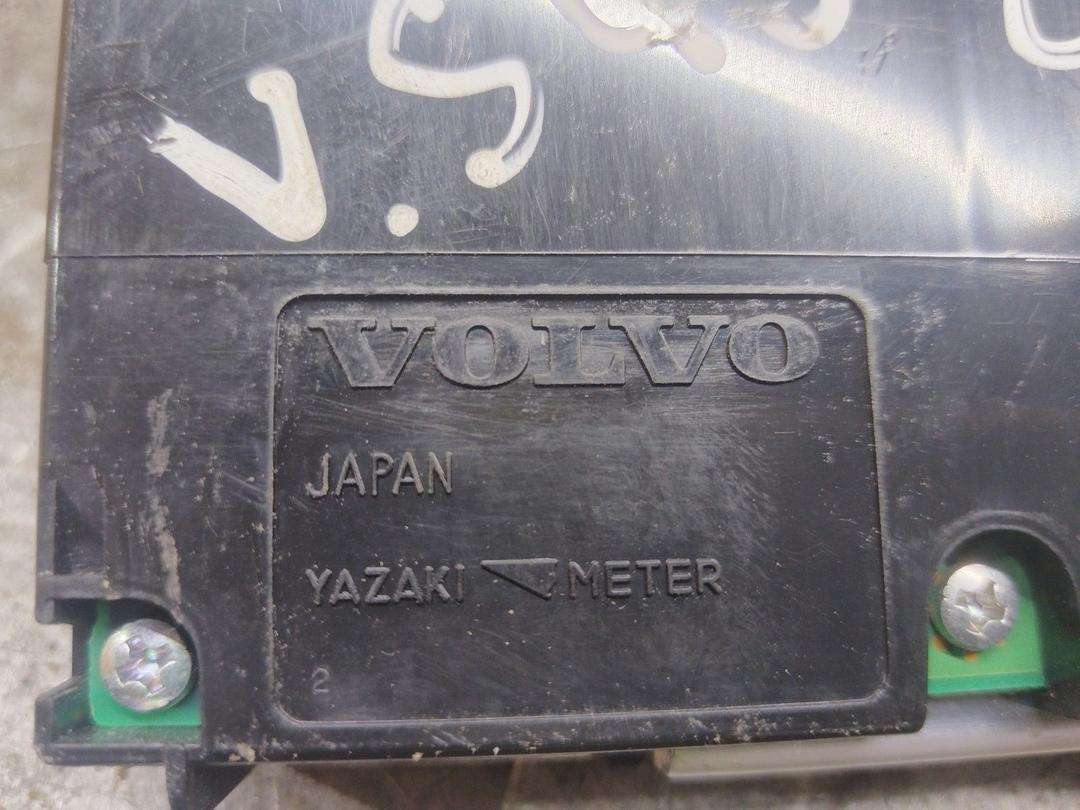 V.S
VOLVO
JAPAN
YAZAKI METER
2